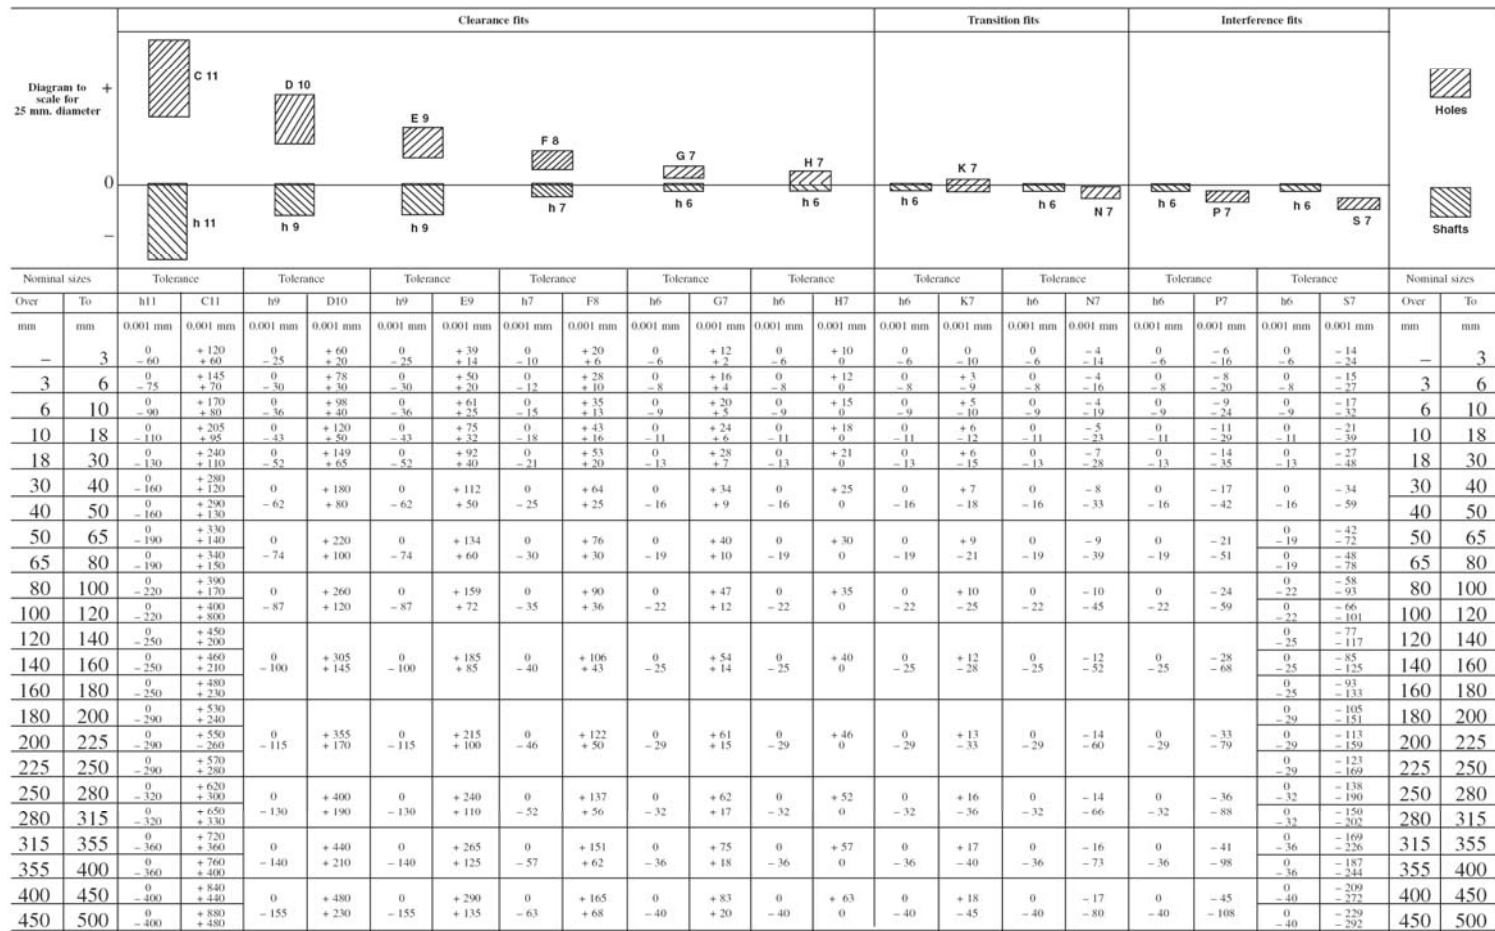 Clearance fits Transition fits Interference fits
Diagram to scale for 25 mm. diameter
+
0
–
C 11
D 10
E 9
F 8
G 7
H 7
K 7
h 11
h 9
h 9
h 7
h 6
h 6
h 6
h 6
N 7
h 6
P 7
h 6
S 7
Holes
Shafts
Nominal sizes Tolerance Tolerance Tolerance Tolerance Tolerance Tolerance Tolerance Tolerance Tolerance Tolerance Nominal sizes
Over To h11 C11 h9 D10 h9 E9 h7 F8 h6 G7 h6 H7 h6 K7 h6 N7 h6 P7 h6 S7 Over To
mm mm 0.001 mm 0.001 mm 0.001 mm 0.001 mm 0.001 mm 0.001 mm 0.001 mm 0.001 mm 0.001 mm 0.001 mm 0.001 mm 0.001 mm 0.001 mm 0.001 mm 0.001 mm 0.001 mm 0.001 mm 0.001 mm 0.001 mm 0.001 mm mm mm
– 3 0 + 120 0 + 60 0 + 39 0 + 20 0 + 12 0 + 10 0 0 0 – 4 0 – 6 0 – 14 – 3
– 60 + 60 – 25 + 20 – 25 + 14 – 10 + 6 – 6 + 2 – 6 0 – 6 – 10 – 6 – 14 – 6 – 16 – 6 – 24
3 6 0 + 145 0 + 78 0 + 50 0 + 28 0 + 16 0 + 12 0 + 3 0 – 4 0 – 8 0 – 15 3 6
– 75 + 70 – 30 + 30 – 30 + 20 – 12 + 10 – 8 + 4 – 8 0 – 8 – 9 – 8 – 16 – 8 – 20 – 8 – 27
6 10 0 + 170 0 + 98 0 + 61 0 + 35 0 + 20 0 + 15 0 + 5 0 – 4 0 – 9 0 – 17 6 10
– 90 + 80 – 36 + 40 – 36 + 25 – 15 + 13 – 9 + 5 – 9 0 – 9 – 10 – 9 – 19 – 9 – 24 – 9 – 32
10 18 0 + 205 0 + 120 0 + 75 0 + 43 0 + 24 0 + 18 0 + 6 0 – 5 0 – 11 0 – 21 10 18
– 110 + 95 – 43 + 50 – 43 + 32 – 18 + 16 – 11 + 6 – 11 0 – 11 – 12 – 11 – 23 – 11 – 29 – 11 – 39
18 30 0 + 240 0 + 149 0 + 92 0 + 53 0 + 28 0 + 21 0 + 6 0 – 7 0 – 14 0 – 27 18 30
– 130 + 110 – 52 + 65 – 52 + 40 – 21 + 20 – 13 + 7 – 13 0 – 13 – 15 – 13 – 28 – 13 – 35 – 13 – 48
30 40 0 + 280 0 + 180 0 + 112 0 + 64 0 + 34 0 + 25 0 + 7 0 – 8 0 – 17 0 – 34 30 40
– 160 + 120
40 50 0 + 290 – 62 + 80 – 62 + 50 – 25 + 25 – 16 + 9 – 16 0 – 16 – 18 – 16 – 33 – 16 – 42 – 16 – 59 40 50
– 160 + 130
50 65 0 + 330 0 + 220 0 + 134 0 + 76 0 + 40 0 + 30 0 + 9 0 – 9 0 – 21 0 – 42 50 65
– 190 + 140 – 19 – 72
65 80 0 + 340 – 74 + 100 – 74 + 60 – 30 + 30 – 19 + 10 – 19 0 – 19 – 21 – 19 – 39 – 19 – 51 0 – 48 65 80
– 190 + 150 – 19 – 78
80 100 0 + 390 0 + 260 0 + 159 0 + 90 0 + 47 0 + 35 0 + 10 0 – 10 0 – 24 0 – 58 80 100
– 220 + 170 – 22 – 93
100 120 0 + 400 – 87 + 120 – 87 + 72 – 35 + 36 – 22 + 12 – 22 0 – 22 – 25 – 22 – 45 – 22 – 59 0 – 66 100 120
– 220 + 800 – 22 – 101
120 140 0 + 450 0 – 77 120 140
– 250 + 200 – 25 – 117
140 160 0 + 460 0 + 305 0 + 185 0 + 106 0 + 54 0 + 40 0 + 12 0 – 12 0 – 28 0 – 85 140 160
– 250 + 210 – 100 + 145 – 100 + 85 – 40 + 43 – 25 + 14 – 25 0 – 25 – 28 – 25 – 52 – 25 – 68 – 25 – 125
160 180 0 + 480 0 – 93 160 180
– 250 + 230 – 25 – 133
180 200 0 + 530 0 – 105 180 200
– 290 + 240 – 29 – 151
200 225 0 + 550 0 + 355 0 + 215 0 + 122 0 + 61 0 + 46 0 + 13 0 – 14 0 – 33 0 – 113 200 225
– 290 – 260 – 115 + 170 – 115 + 100 – 46 + 50 – 29 + 15 – 29 0 – 29 – 33 – 29 – 60 – 29 – 79 – 29 – 159
225 250 0 + 570 0 – 123 225 250
– 290 + 280 – 29 – 169
250 280 0 + 620 0 + 400 0 + 240 0 + 137 0 + 62 0 + 52 0 + 16 0 – 14 0 – 36 0 – 138 250 280
– 320 + 300 – 32 – 190
280 315 0 + 650 – 130 + 190 – 130 + 110 – 52 + 56 – 32 + 17 – 32 0 – 32 – 36 – 32 – 66 – 32 – 88 0 – 150 280 315
– 320 + 330 – 32 – 202
315 355 0 + 720 0 + 440 0 + 265 0 + 151 0 + 75 0 + 57 0 + 17 0 – 16 0 – 41 0 – 169 315 355
– 360 + 360 – 36 – 226
355 400 0 + 760 – 140 + 210 – 140 + 125 – 57 + 62 – 36 + 18 – 36 0 – 36 – 40 – 36 – 73 – 36 – 98 0 – 187 355 400
– 360 + 400 – 36 – 244
400 450 0 + 840 0 + 480 0 + 290 0 + 165 0 + 83 0 + 63 0 + 18 0 – 17 0 – 45 0 – 209 400 450
– 400 + 440 – 40 – 272
450 500 0 + 880 – 155 + 230 – 155 + 135 – 63 + 68 – 40 + 20 – 40 0 – 40 – 45 – 40 – 80 – 40 – 108 0 – 229 450 500
– 400 + 480 – 40 – 292